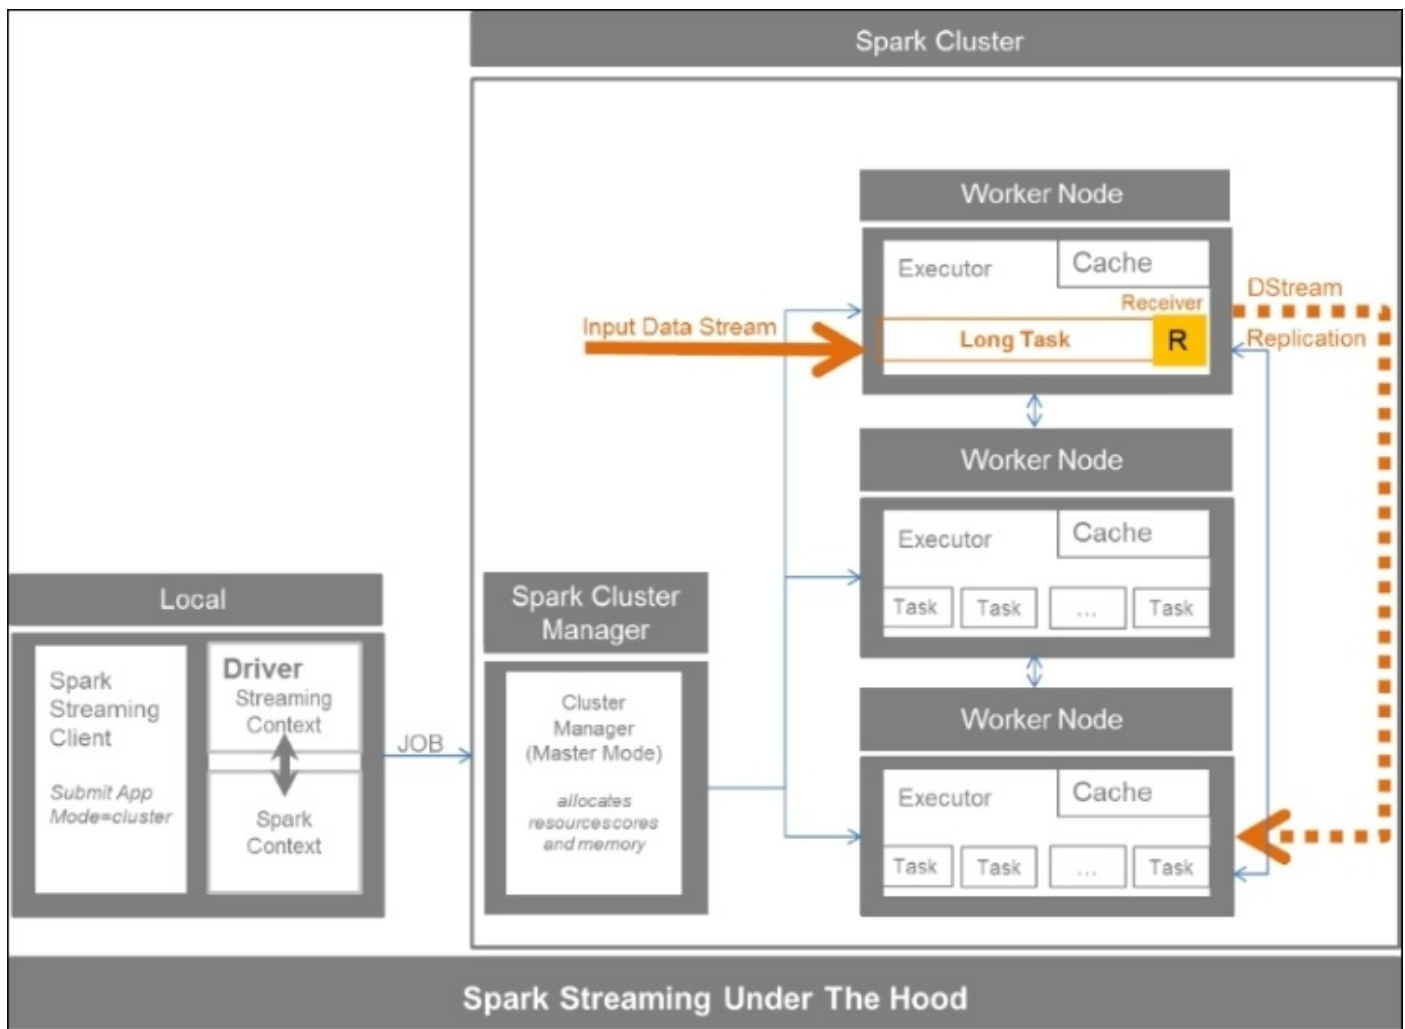 Spark Cluster
Worker Node
Executor
Cache
Receiver
Long Task
R
Input Data Stream
DStream
Replication
Worker Node
Executor
Cache
Task
Task
...
Task
Worker Node
Executor
Cache
Task
Task
...
Task
Local
Spark
Streaming
Client
Submit App
Mode=cluster
Driver
Streaming
Context
Spark
Context
JOB
Spark Cluster
Manager
Cluster
Manager
(Master Mode)
allocates
resourcescores
and memory
Spark Streaming Under The Hood